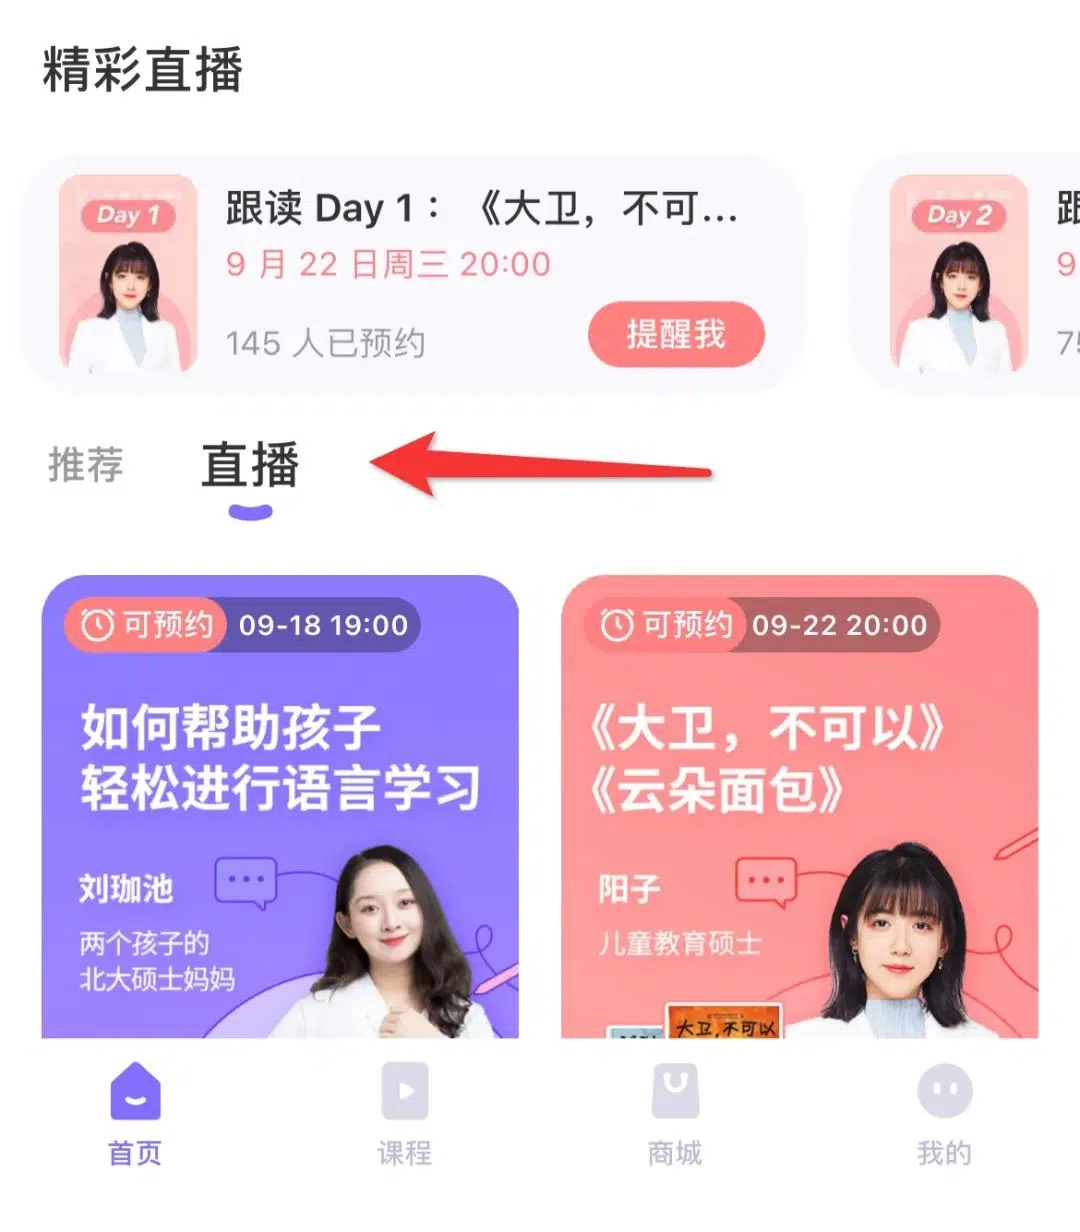 精彩直播
Day 1
跟读 Day 1：《大卫，不可...
9 月 22 日周三 20:00
145 人已预约
提醒我
Day 2
跟
9
75
推荐
直播
可预约 09-18 19:00
如何帮助孩子
轻松进行语言学习
刘珈池
两个孩子的
北大硕士妈妈
可预约 09-22 20:00
《大卫，不可以》
《云朵面包》
阳子
儿童教育硕士
大卫,不可以
首页
课程
商城
我的